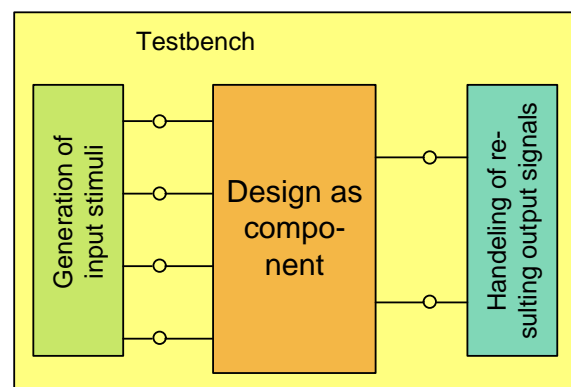 Testbench
Generation of
input stimuli
Design as
compo-
nent
Handeling of re-
sulting output signals